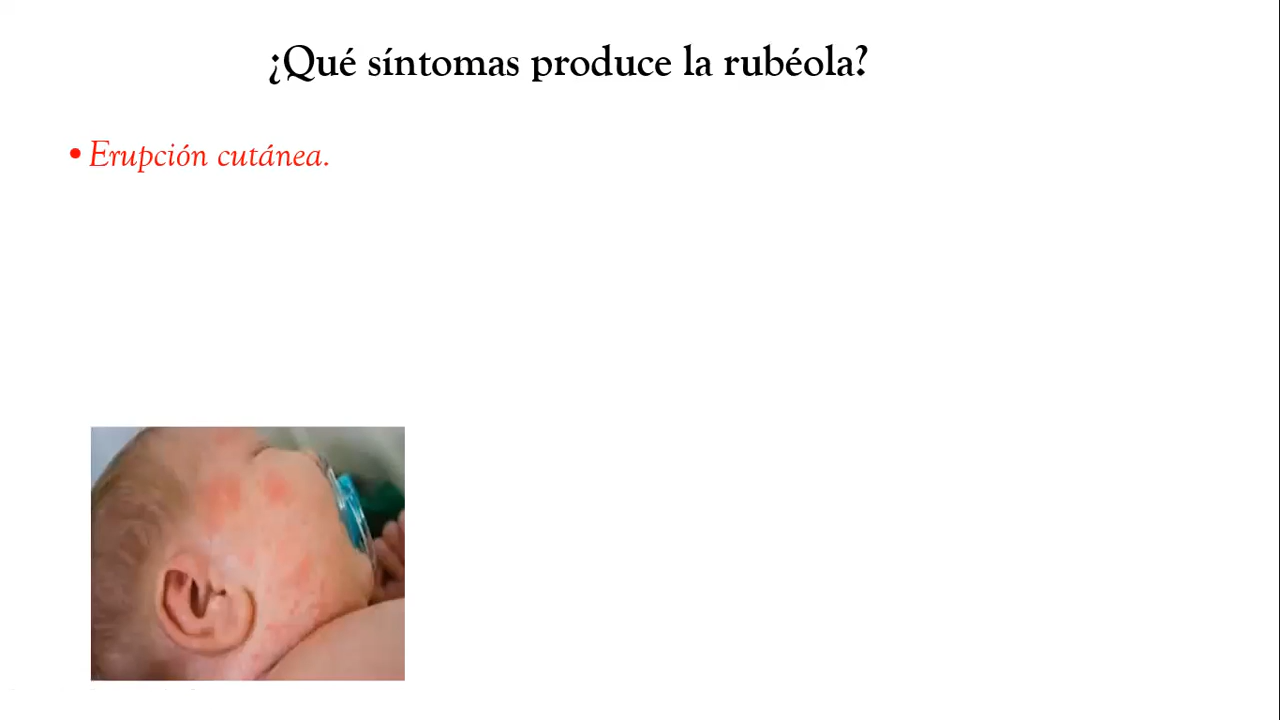 ¿Qué síntomas produce la rubéola?
• Erupción cutánea.